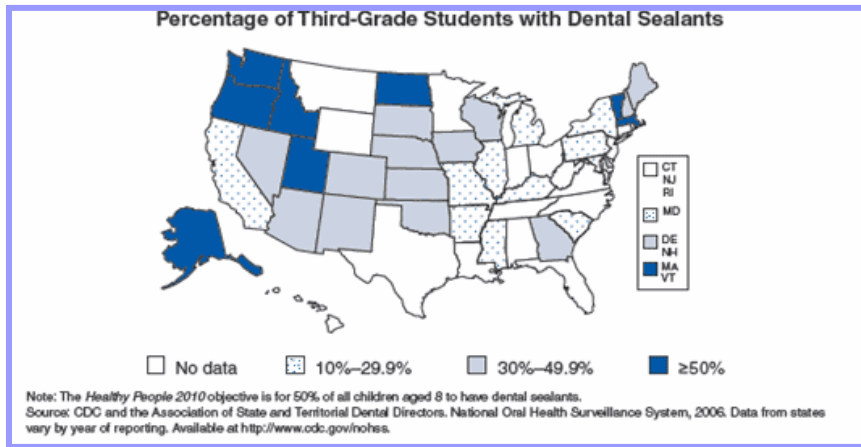 Percentage of Third-Grade Students with Dental Sealants
CT
NJ
RI
MD
DE
NH
MA
VT
No data
10%–29.9%
30%–49.9%
≥50%
Note: The Healthy People 2010 objective is for 50% of all children aged 8 to have dental sealants.
Source: CDC and the Association of State and Territorial Dental Directors. National Oral Health Surveillance System, 2006. Data from states
vary by year of reporting. Available at http://www.cdc.gov/nohss.